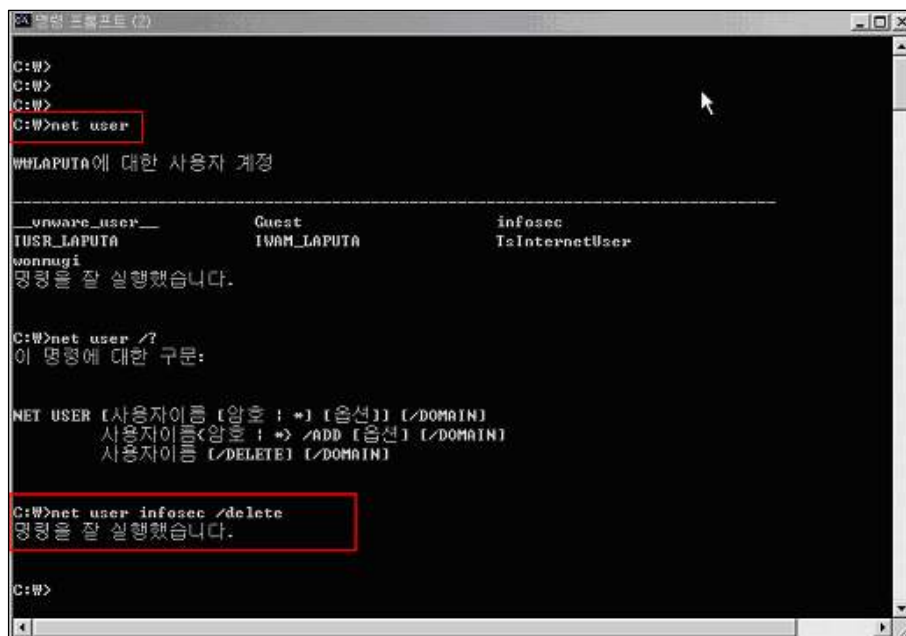 명령 프롬프트 (2)
C:₩>
C:₩>
C:₩>
C:₩>net user
₩₩LAPUTA에 대한 사용자 계정
-------------------------------------------------------------------------------
__vmware_user__ Guest infosec
IUSR_LAPUTA IWAM_LAPUTA TsInternetUser
wonnugi
명령을 잘 실행했습니다.
C:₩>net user /?
이 명령에 대한 구문:
NET USER [사용자이름 [암호 | *] [옵션]] [/DOMAIN]
사용자이름{암호 | *} /ADD [옵션] [/DOMAIN]
사용자이름 [/DELETE] [/DOMAIN]
C:₩>net user infosec /delete
명령을 잘 실행했습니다.
C:₩>